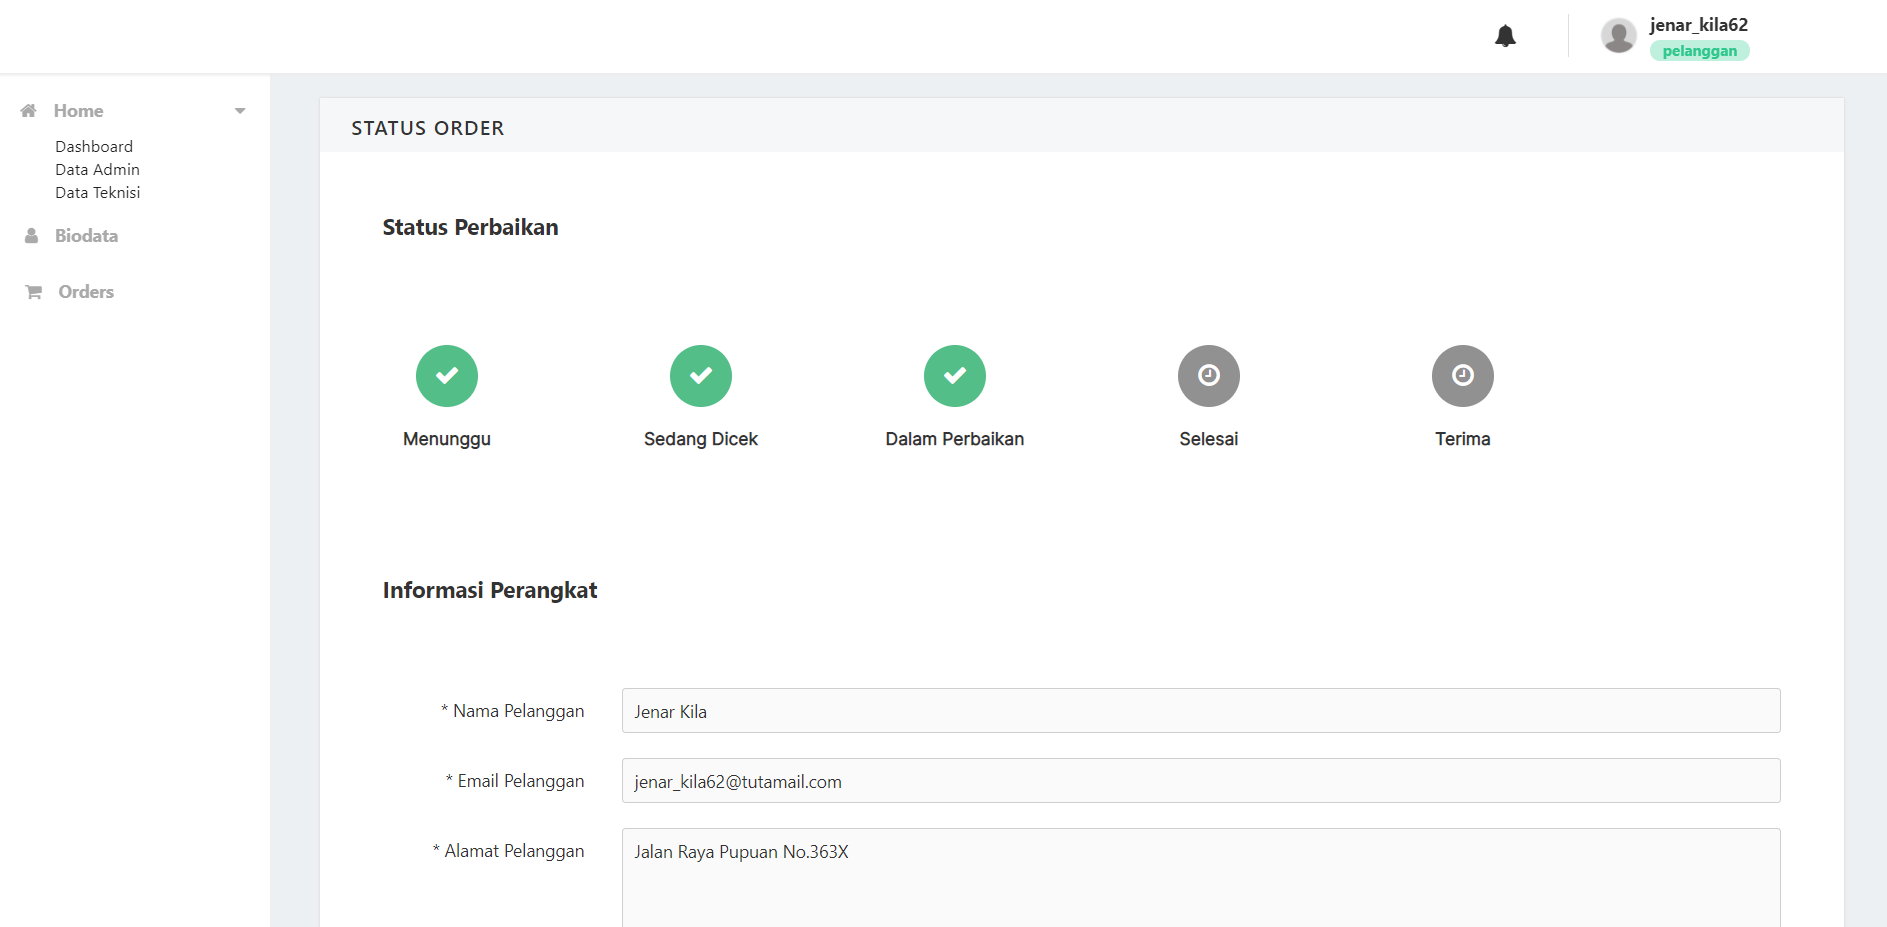 jenar_kila62
pelanggan
Home
Dashboard
Data Admin
Data Teknisi
Biodata
Orders
STATUS ORDER
Status Perbaikan
Menunggu
Sedang Dicek
Dalam Perbaikan
Selesai
Terima
Informasi Perangkat
* Nama Pelanggan
Jenar Kila
* Email Pelanggan
jenar_kila62@tutamail.com
* Alamat Pelanggan
Jalan Raya Pupuan No.363X